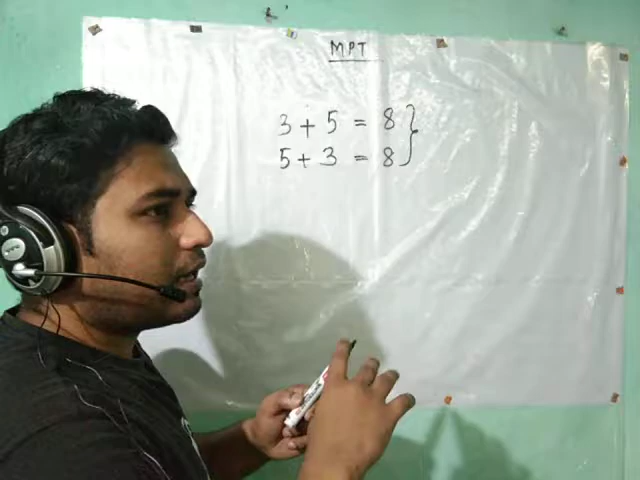 MPT
3 + 5 = 8 }
5 + 3 = 8